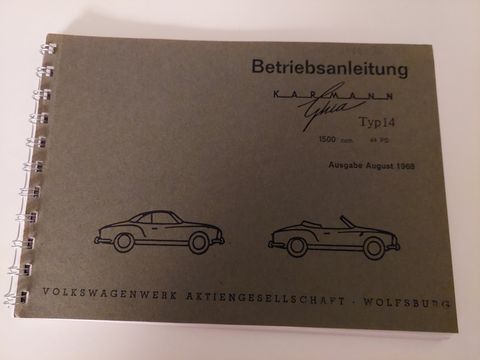 Betriebsanleitung
KARMANN
Ghia
Typ14
1500 ccm 44 PS
Ausgabe August 1968
VOLKSWAGENWERK AKTIENGESELLSCHAFT · WOLFSBURG